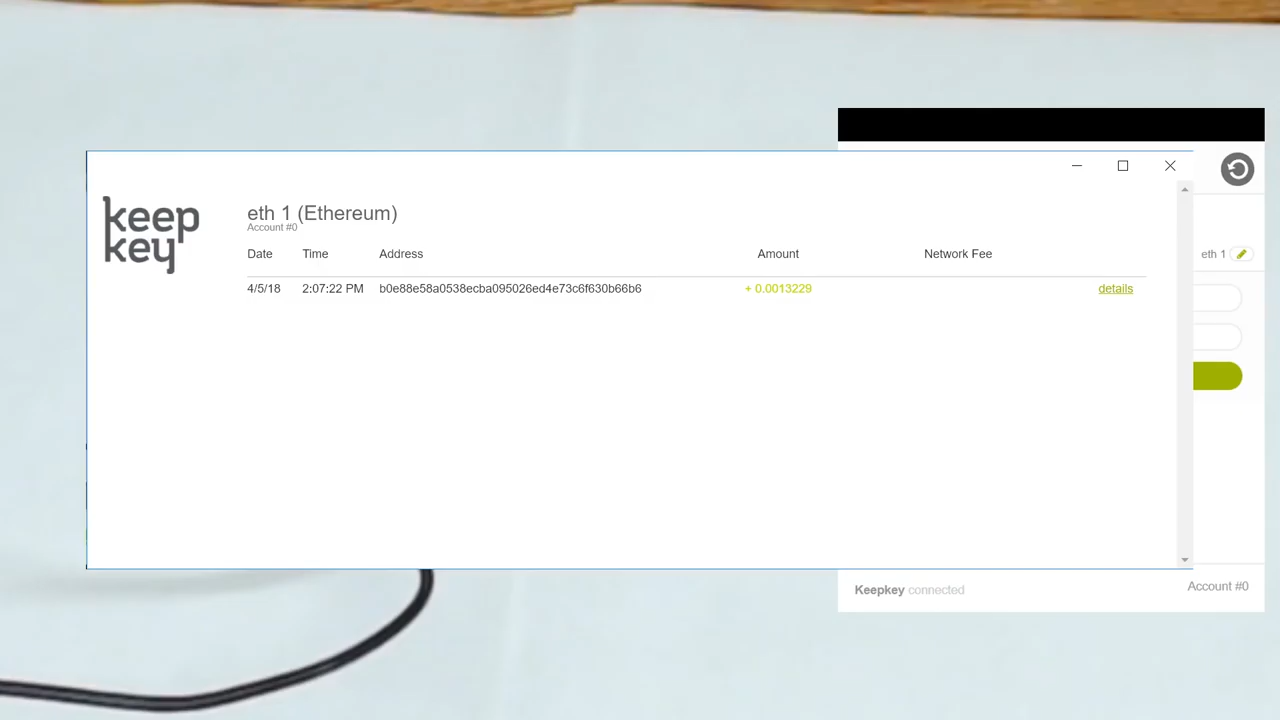 keep
key
eth 1 (Ethereum)
Account #0
Date Time Address Amount Network Fee
4/5/18 2:07:22 PM b0e88e58a0538ecba095026ed4e73c6f630b66b6 + 0.0013229 details
eth 1
Keepkey connected
Account #0